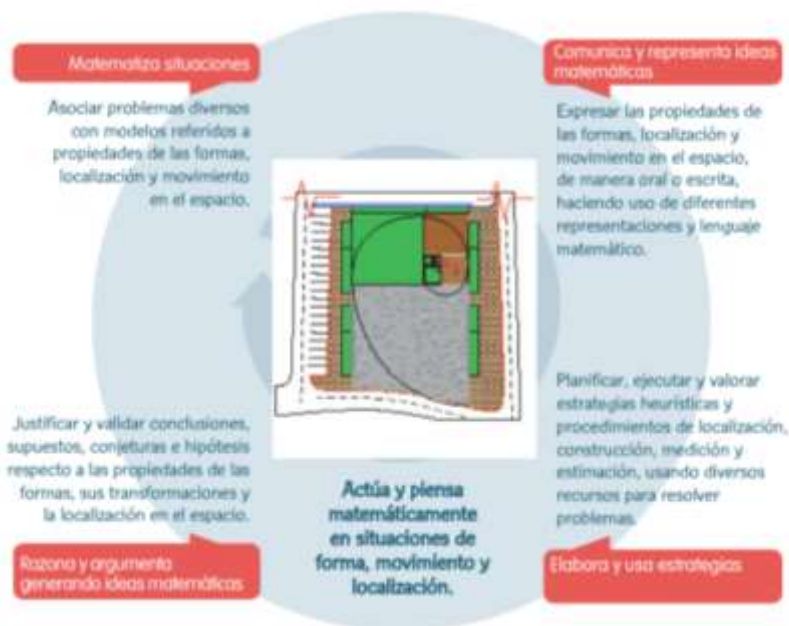 Matematiza situaciones
Asociar problemas diversos
con modelos referidos a
propiedades de las formas,
localización y movimiento
en el espacio.
Comunica y representa ideas
matemáticas
Expresar las propiedades de
las formas, localización y
movimiento en el espacio,
de manera oral o escrita,
haciendo uso de diferentes
representaciones y lenguaje
matemático.
Justificar y validar conclusiones,
supuestos, conjeturas e hipótesis
respecto a las propiedades de las
formas, sus transformaciones y
la localización en el espacio.
Razona y argumenta
generando ideas matemáticas
Actúa y piensa
matemáticamente
en situaciones de
forma, movimiento y
localización.
Planificar, ejecutar y valorar
estrategias heurísticas y
procedimientos de localización,
construcción, medición y
estimación, usando diversos
recursos para resolver
problemas.
Elabora y usa estrategias